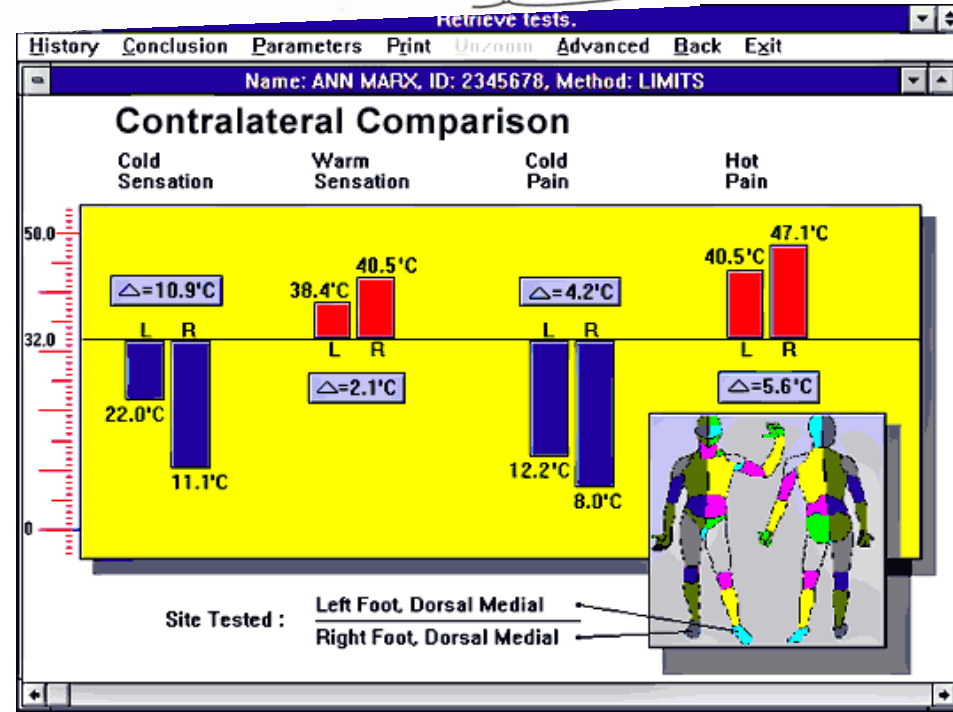 Retrieve tests.
History Conclusion Parameters Print Unzoom Advanced Back Exit
Name: ANN MARX, ID: 2345678, Method: LIMITS
Contralateral Comparison
Cold Sensation
Warm Sensation
Cold Pain
Hot Pain
50.0
32.0
0
△=10.9'C
L R
22.0'C
11.1'C
38.4'C
40.5'C
L R
△=2.1'C
△=4.2'C
L R
12.2'C
8.0'C
40.5'C
47.1'C
L R
△=5.6'C
Site Tested :
Left Foot, Dorsal Medial
Right Foot, Dorsal Medial